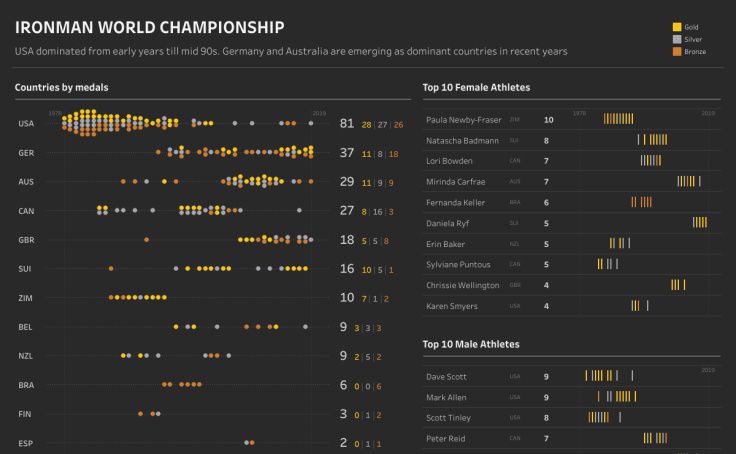 IRONMAN WORLD CHAMPIONSHIP
USA dominated from early years till mid 90s. Germany and Australia are emerging as dominant countries in recent years
Gold
Silver
Bronze
Countries by medals
1978 2019
USA 81 28 | 27 | 26
GER 37 11 | 8 | 18
AUS 29 11 | 9 | 9
CAN 27 8 | 16 | 3
GBR 18 5 | 5 | 8
SUI 16 10 | 5 | 1
ZIM 10 7 | 1 | 2
BEL 9 3 | 3 | 3
NZL 9 2 | 5 | 2
BRA 6 0 | 0 | 6
FIN 3 0 | 1 | 2
ESP 2 0 | 1 | 1
Top 10 Female Athletes
1978 2019
Paula Newby-Fraser ZIM 10
Natascha Badmann SUI 8
Lori Bowden CAN 7
Mirinda Carfrae AUS 7
Fernanda Keller BRA 6
Daniela Ryf SUI 5
Erin Baker NZL 5
Sylviane Puntous CAN 5
Chrissie Wellington GBR 4
Karen Smyers USA 4
Top 10 Male Athletes
2019
Dave Scott USA 9
Mark Allen USA 9
Scott Tinley USA 8
Peter Reid CAN 7